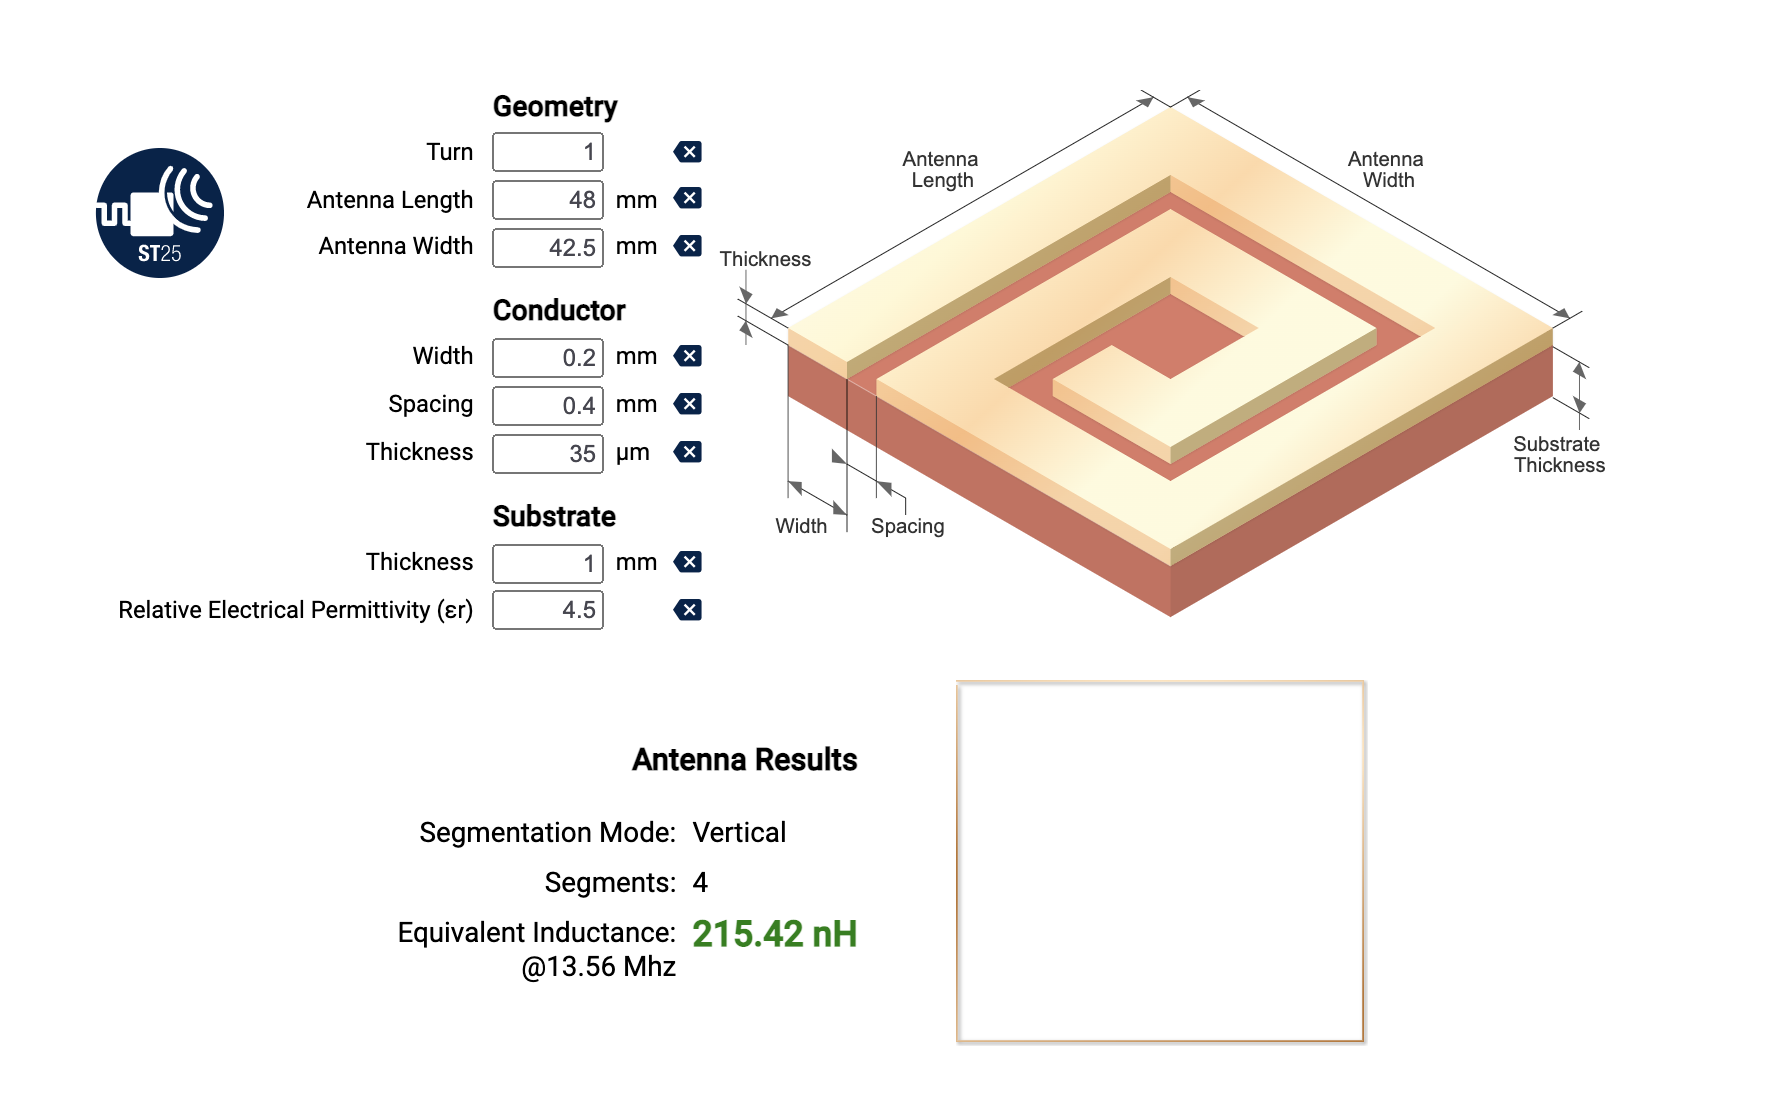 Geometry
Turn 1
Antenna Length 48 mm
Antenna Width 42.5 mm
Conductor
Width 0.2 mm
Spacing 0.4 mm
Thickness 35 µm
Substrate
Thickness 1 mm
Relative Electrical Permittivity (εr) 4.5
ST25
Antenna
Length
Antenna
Width
Thickness
Substrate
Thickness
Width
Spacing
Antenna Results
Segmentation Mode: Vertical
Segments: 4
Equivalent Inductance: 215.42 nH
@13.56 Mhz